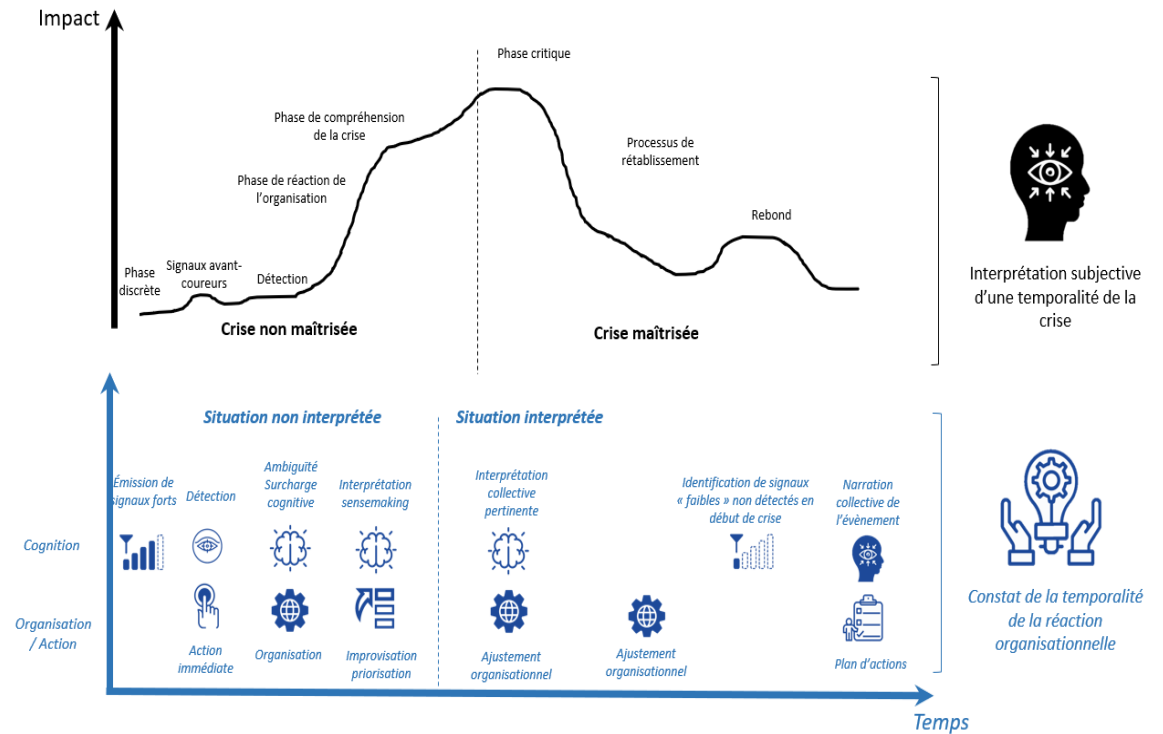 Impact
Phase critique
Phase de compréhension
de la crise
Processus de
rétablissement
Phase de réaction de
l'organisation
Rebond
Signaux avant-
coureurs
Phase
discrète
Détection
Crise non maîtrisée
Crise maîtrisée
Interprétation subjective
d'une temporalité de la
crise
Situation non interprétée
Situation interprétée
Émission de
signaux forts
Détection
Ambiguïté
Surcharge
cognitive
Interprétation
sensemaking
Interprétation
collective
pertinente
Identification de signaux
« faibles » non détectés en
début de crise
Narration
collective de
l'évènement
Cognition
Organisation
/ Action
Action
immédiate
Organisation
Improvisation
priorisation
Ajustement
organisationnel
Ajustement
organisationnel
Plan d'actions
Constat de la temporalité
de la réaction
organisationnelle
Temps